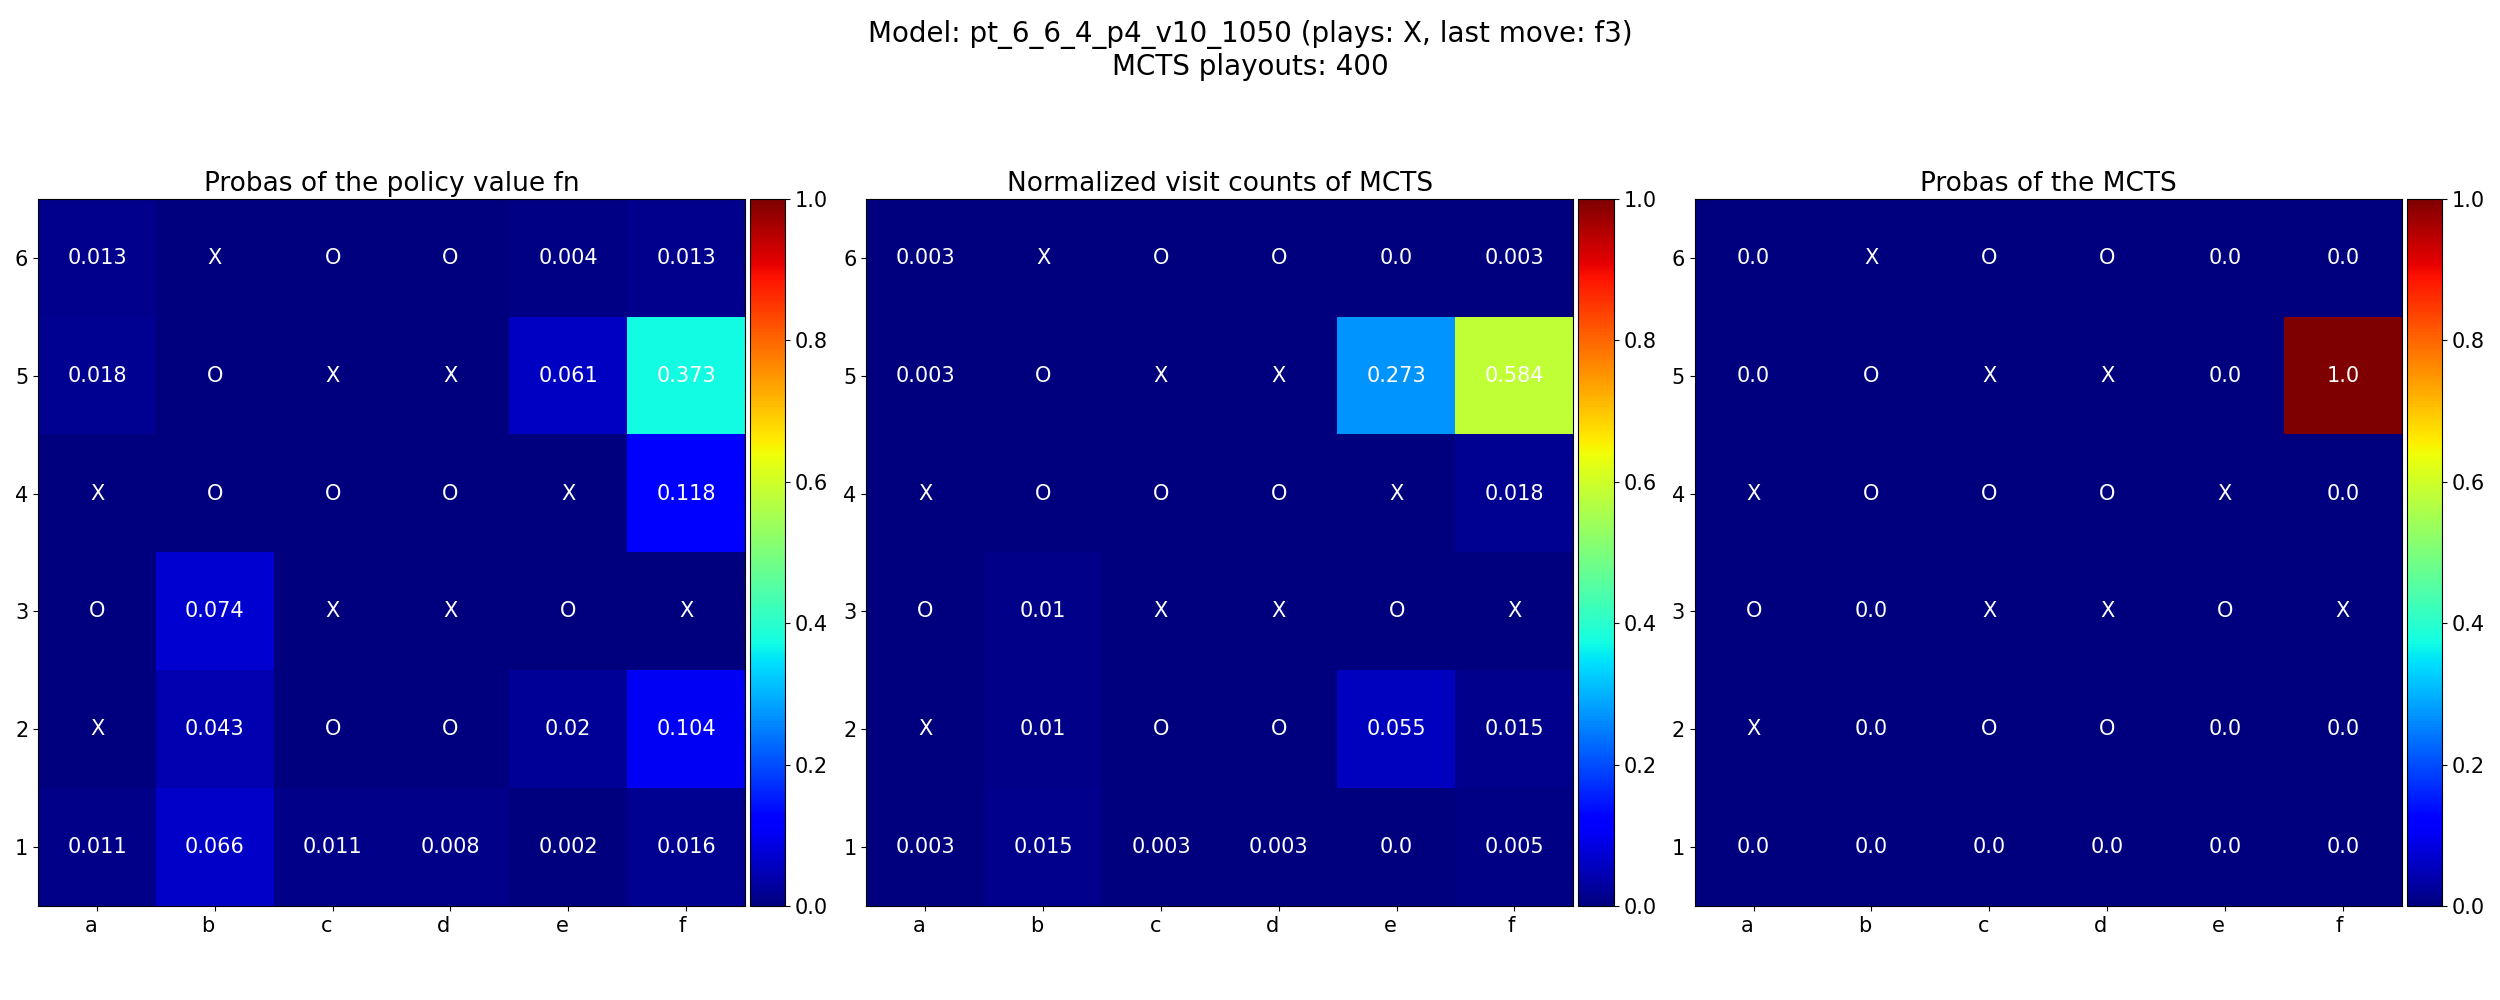 Model: pt_6_6_4_p4_v10_1050 (plays: X, last move: f3)
MCTS playouts: 400
Probas of the policy value fn
6 0.013 X O O 0.004 0.013
5 0.018 O X X 0.061 0.373
4 X O O O X 0.118
3 O 0.074 X X O X
2 X 0.043 O O 0.02 0.104
1 0.011 0.066 0.011 0.008 0.002 0.016
a b c d e f
1.0
0.8
0.6
0.4
0.2
0.0
Normalized visit counts of MCTS
6 0.003 X O O 0.0 0.003
5 0.003 O X X 0.273 0.584
4 X O O O X 0.018
3 O 0.01 X X O X
2 X 0.01 O O 0.055 0.015
1 0.003 0.015 0.003 0.003 0.0 0.005
a b c d e f
1.0
0.8
0.6
0.4
0.2
0.0
Probas of the MCTS
6 0.0 X O O 0.0 0.0
5 0.0 O X X 0.0 1.0
4 X O O O X 0.0
3 O 0.0 X X O X
2 X 0.0 O O 0.0 0.0
1 0.0 0.0 0.0 0.0 0.0 0.0
a b c d e f
1.0
0.8
0.6
0.4
0.2
0.0